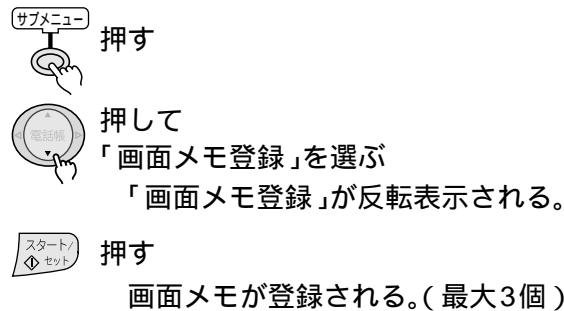 サブメニュー
押す
電話帳
押して
「画面メモ登録」を選ぶ
「画面メモ登録」が反転表示される。
スタート/
セット
押す
画面メモが登録される。(最大3個)